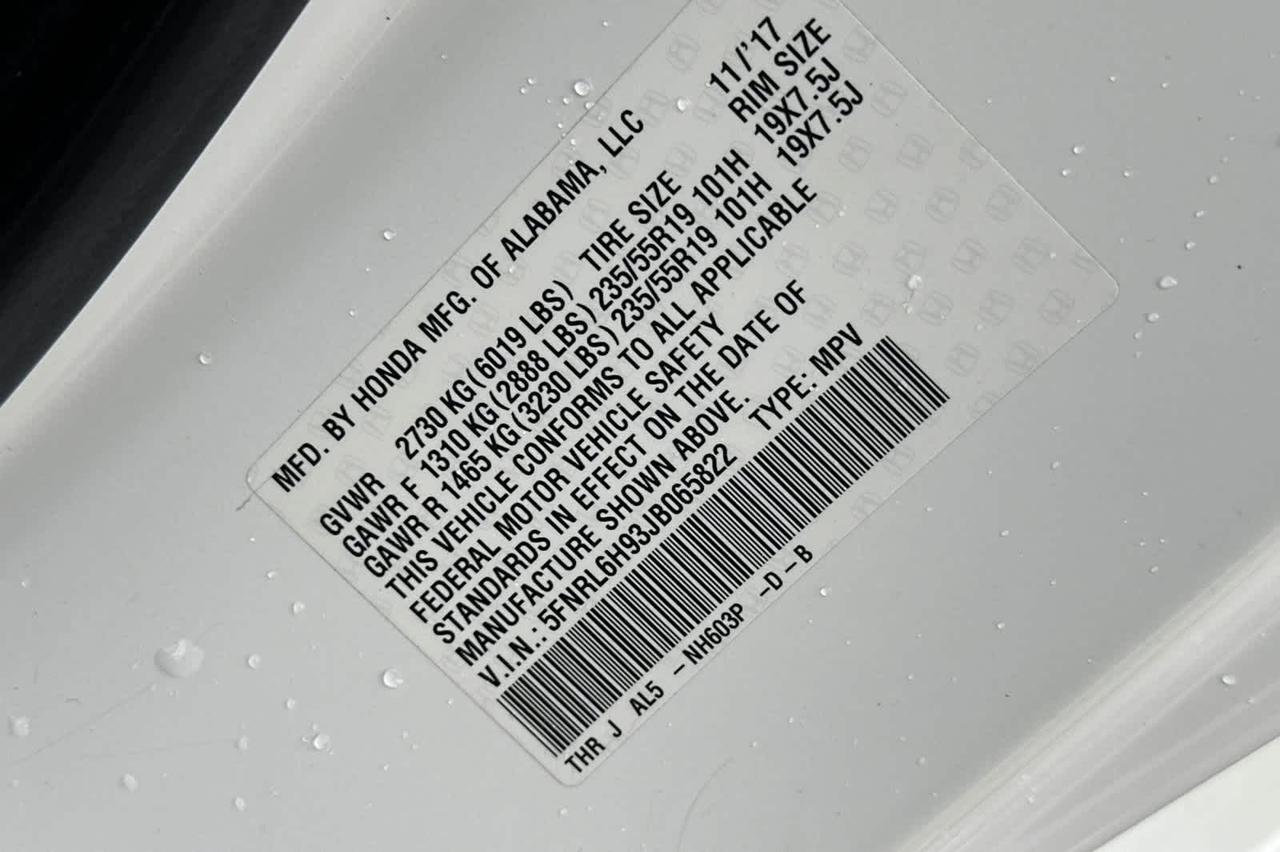 MFD. BY HONDA MFG. OF ALABAMA, LLC 11/'17
TIRE SIZE RIM SIZE
GVWR 2730 KG (6019 LBS)
GAWR F 1310 KG (2888 LBS) 235/55R19 101H 19X7.5J
GAWR R 1465 KG (3230 LBS) 235/55R19 101H 19X7.5J
THIS VEHICLE CONFORMS TO ALL APPLICABLE
FEDERAL MOTOR VEHICLE SAFETY
STANDARDS IN EFFECT ON THE DATE OF
MANUFACTURE SHOWN ABOVE.
V.I.N.: 5FNRL6H93JB065822 TYPE: MPV
THR J AL5 -NH603P -D-B